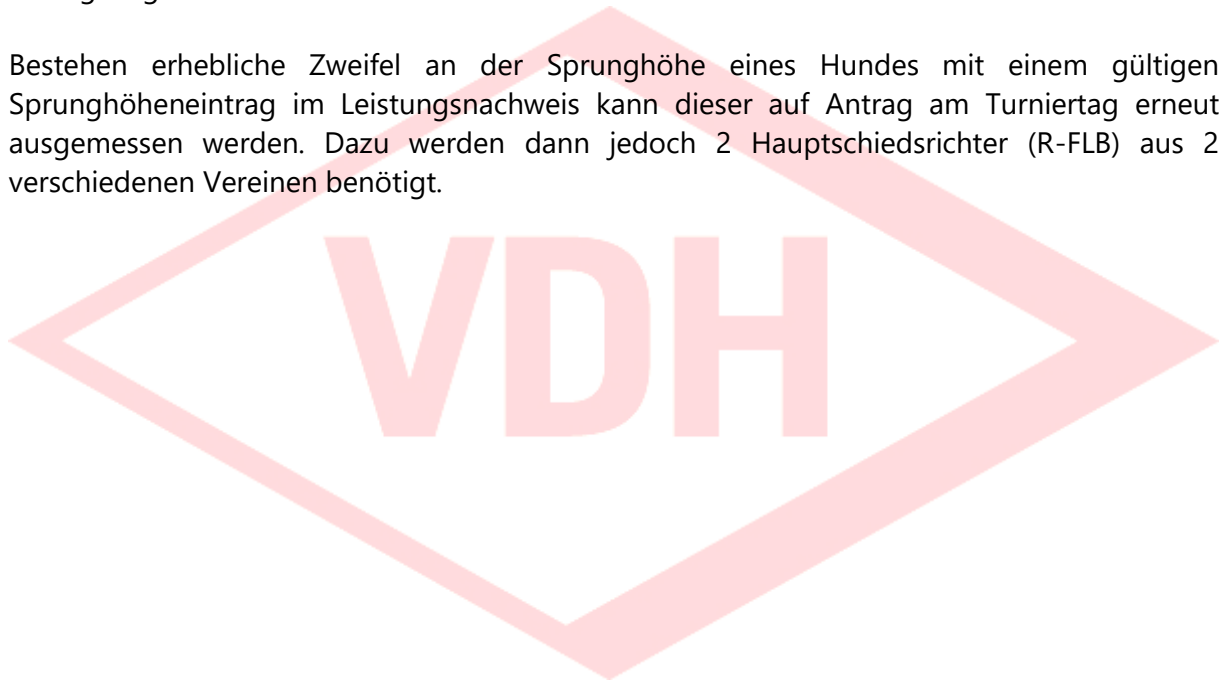 Bestehen erhebliche Zweifel an der Sprunghöhe eines Hundes mit einem gültigen
Sprunghöheneintrag im Leistungsnachweis kann dieser auf Antrag am Turniertag erneut
ausgemessen werden. Dazu werden dann jedoch 2 Hauptschiedsrichter (R-FLB) aus 2
verschiedenen Vereinen benötigt.
VDH